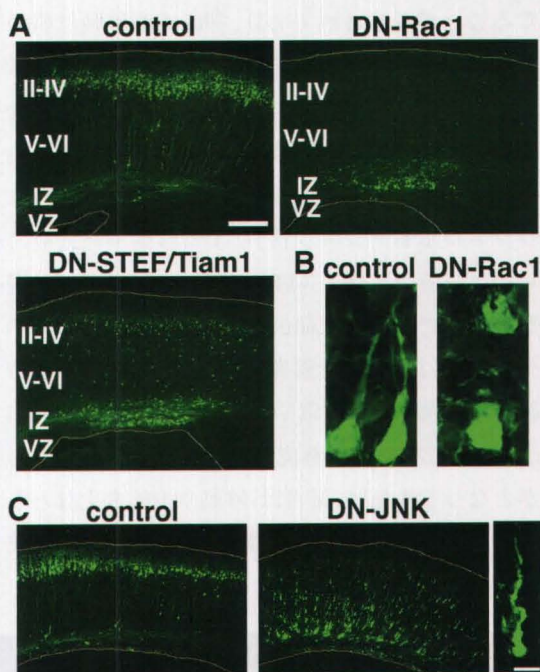 A
control
DN-Rac1
II-IV
V-VI
IZ
VZ
II-IV
V-VI
IZ
VZ
DN-STEF/Tiam1
II-IV
V-VI
IZ
VZ
B
control
DN-Rac1
C
control
DN-JNK